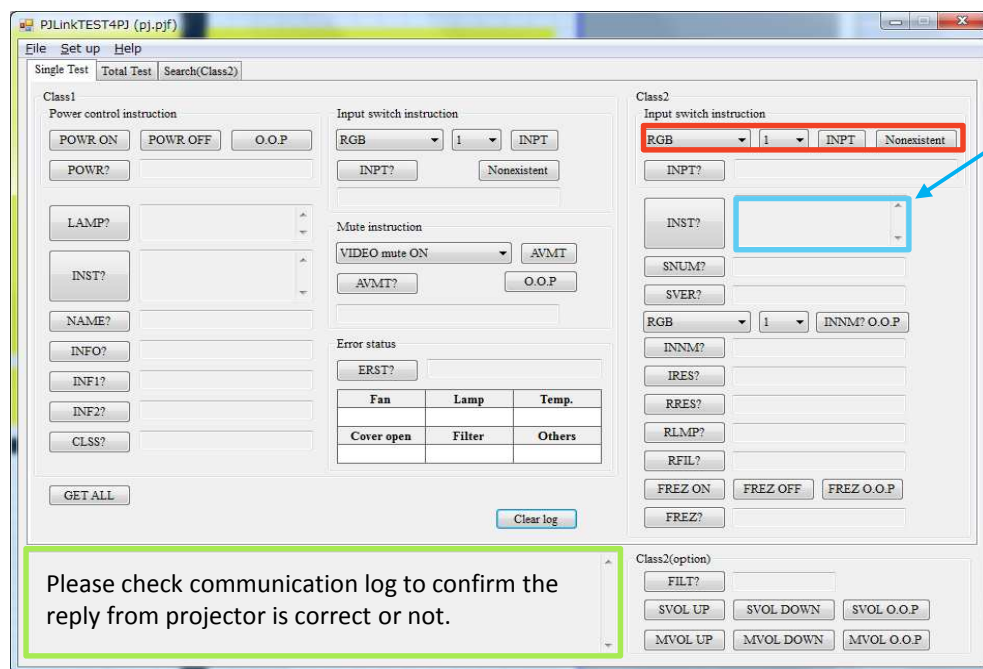 PJLinkTEST4PJ (pj.pjf)
File Set up Help
Single Test Total Test Search(Class2)
Class1
Power control instruction
POWR ON POWR OFF O.O.P
POWR?
LAMP?
INST?
NAME?
INFO?
INF1?
INF2?
CLSS?
GET ALL
Input switch instruction
RGB 1 INPT
INPT? Nonexistent
Mute instruction
VIDEO mute ON AVMT
AVMT? O.O.P
Error status
ERST?
Fan Lamp Temp.
Cover open Filter Others
Clear log
Class2
Input switch instruction
RGB 1 INPT Nonexistent
INPT?
INST?
SNUM?
SVER?
RGB 1 INNM? O.O.P
INNM?
IRES?
RRES?
RLMP?
RFIL?
FREZ ON FREZ OFF FREZ O.O.P
FREZ?
Please check communication log to confirm the
reply from projector is correct or not.
Class2(option)
FILT?
SVOL UP SVOL DOWN SVOL O.O.P
MVOL UP MVOL DOWN MVOL O.O.P